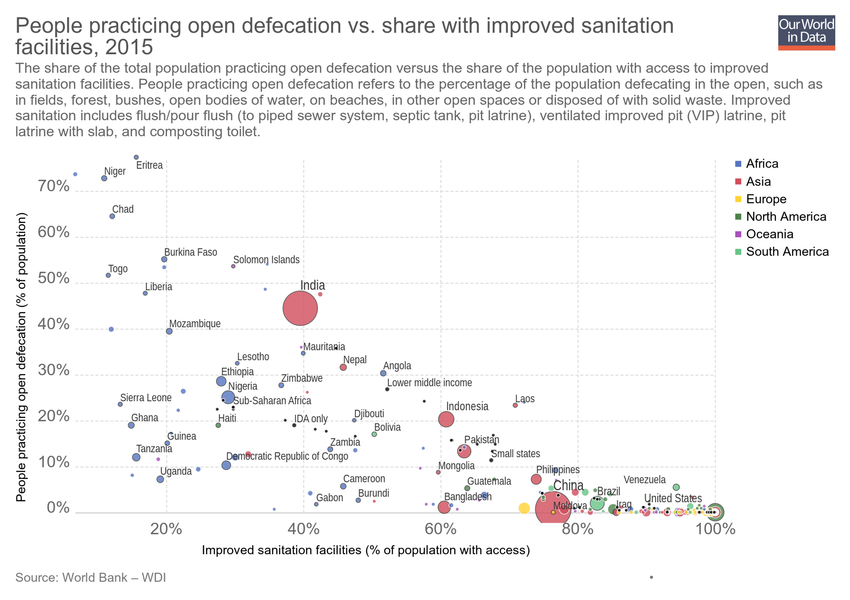 People practicing open defecation vs. share with improved sanitation
facilities, 2015
Our World
in Data
The share of the total population practicing open defecation versus the share of the population with access to improved
sanitation facilities. People practicing open defecation refers to the percentage of the population defecating in the open, such as
in fields, forest, bushes, open bodies of water, on beaches, in other open spaces or disposed of with solid waste. Improved
sanitation includes flush/pour flush (to piped sewer system, septic tank, pit latrine), ventilated improved pit (VIP) latrine, pit
latrine with slab, and composting toilet.
People practicing open defecation (% of population)
70%
60%
50%
40%
30%
20%
10%
0%
Eritrea
Niger
Chad
Burkina Faso
Solomon Islands
Togo
Liberia
India
Mozambique
Mauritania
Lesotho
Nepal
Angola
Ethiopia
Zimbabwe
Lower middle income
Nigeria
Sierra Leone
Sub-Saharan Africa
Laos
Indonesia
Ghana
Haiti
IDA only
Djibouti
Bolivia
Guinea
Zambia
Pakistan
Tanzania
Democratic Republic of Congo
Small states
Mongolia
Uganda
Philippines
Cameroon
Guatemala
China
Venezuela
Gabon
Burundi
Bangladesh
Brazil
Moldova
Iraq
United States
20%
40%
60%
80%
100%
Improved sanitation facilities (% of population with access)
Africa
Asia
Europe
North America
Oceania
South America
Source: World Bank – WDI